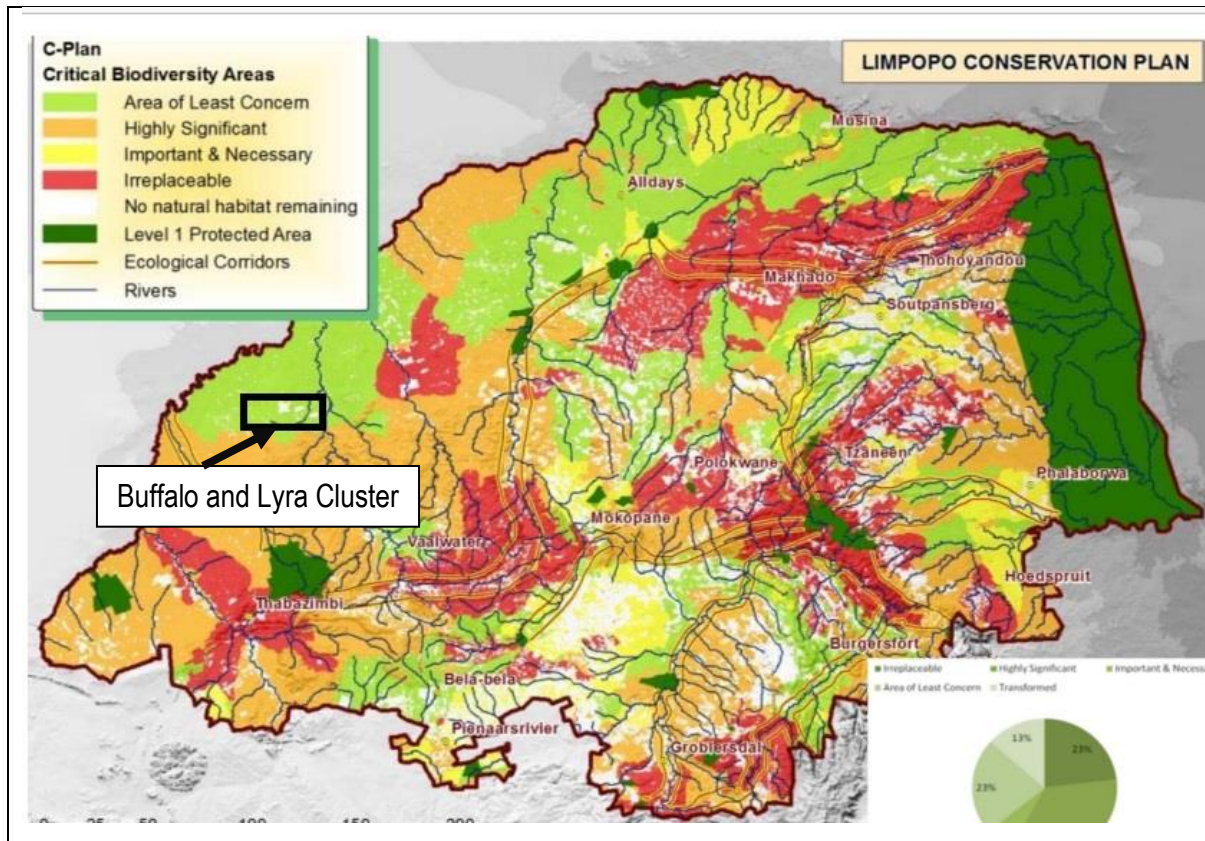 C-Plan
Critical Biodiversity Areas
Area of Least Concern
Highly Significant
Important & Necessary
Irreplaceable
No natural habitat remaining
Level 1 Protected Area
Ecological Corridors
Rivers
LIMPOPO CONSERVATION PLAN
Musina
Alldays
Thohoyandou
Makhado
Soutpansberg
Buffalo and Lyra Cluster
Polokwane
Tzaneen
Phalaborwa
Mokopane
Vaalwater
Hoedspruit
Thabazimbi
Burgersfort
Bela-bela
Pienaarsrivier
Groblersdal
Irreplaceable Highly Significant Important & Necess
Area of Least Concern Transformed
13% 23%
23%